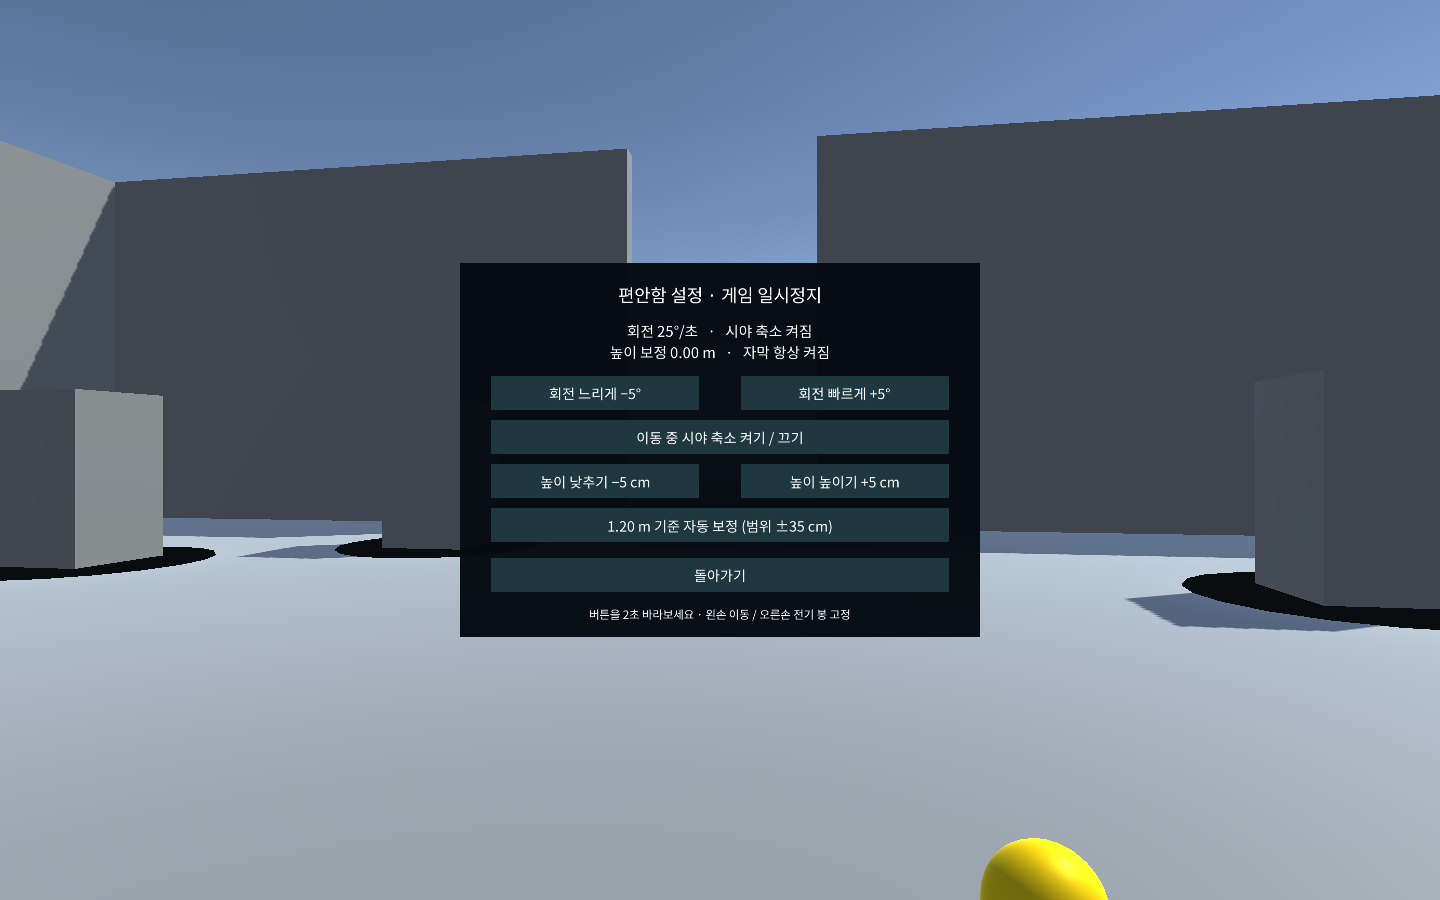 편안함 설정 · 게임 일시정지
회전 25°/초 · 시야 축소 켜짐
높이 보정 0.00 m · 자막 항상 켜짐
회전 느리게 −5°
회전 빠르게 +5°
이동 중 시야 축소 켜기 / 끄기
높이 낮추기 −5 cm
높이 높이기 +5 cm
1.20 m 기준 자동 보정 (범위 ±35 cm)
돌아가기
버튼을 2초 바라보세요 · 왼손 이동 / 오른손 전기 봉 고정